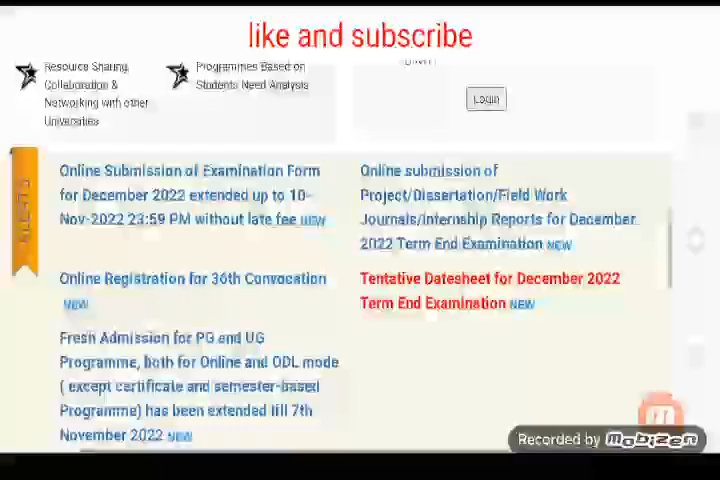 like and subscribe
Resource Sharing,
Collaboration &
Networking with other
Universities
Programmes Based on
Students Need Analysis
Login
ALERTS
Online Submission of Examination Form
for December 2022 extended up to 10-
Nov-2022 23:59 PM without late fee NEW
Online Registration for 36th Convocation
NEW
Fresh Admission for PG and UG
Programme, both for Online and ODL mode
( except certificate and semester-based
Programme) has been extended till 7th
November 2022 NEW
Online submission of
Project/Dissertation/Field Work
Journals/Internship Reports for December
2022 Term End Examination NEW
Tentative Datesheet for December 2022
Term End Examination NEW
Recorded by MOBIZEN